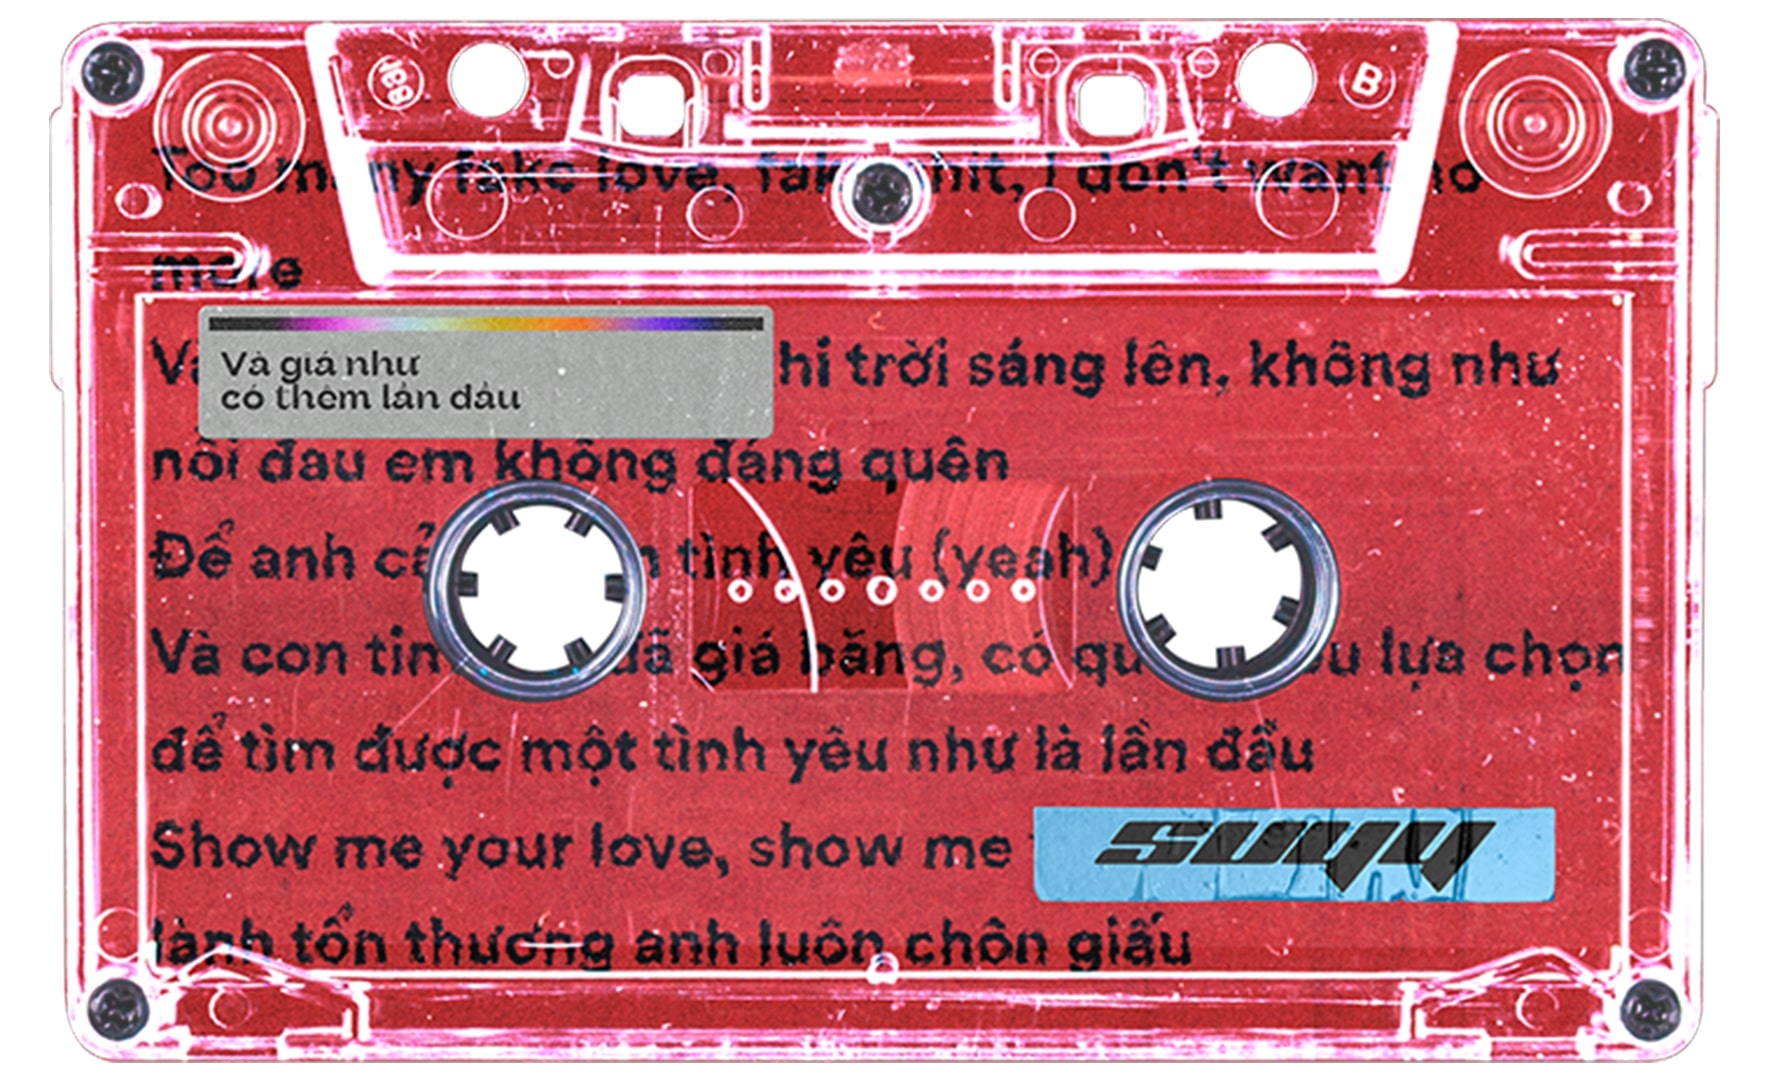 B
Too many fake love, fake shit, I don't want no
more
Và giá như
có thêm lần đầu
hi trời sáng lên, không như
nỗi đau em không đáng quên
Để anh tình yêu (yeah)
Và con tim đã giá băng, có lựa chọn
để tìm được một tình yêu như là lần đầu
Show me your love, show me
suyy
lành tổn thương anh luôn chôn giấu